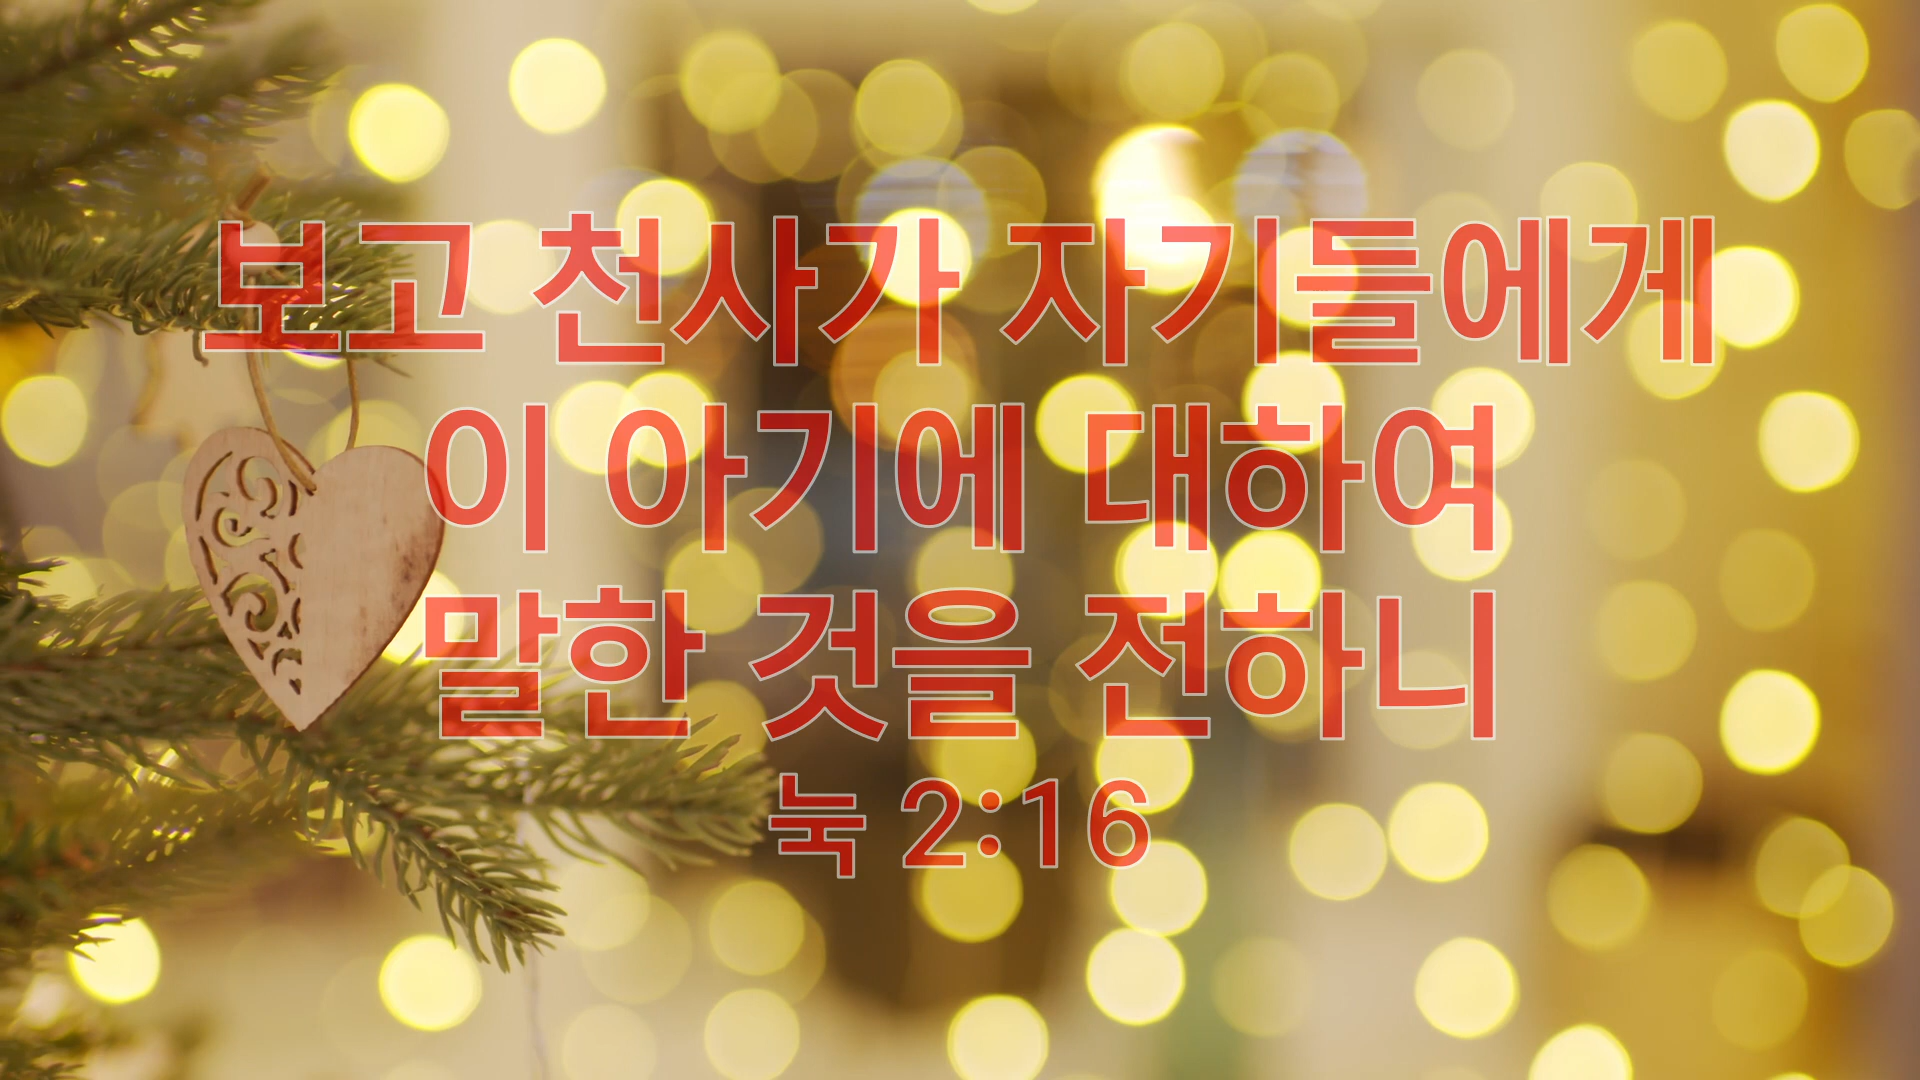 보고 천사가 자기들에게
이 아기에 대하여
말한 것을 전하니
눅 2:16